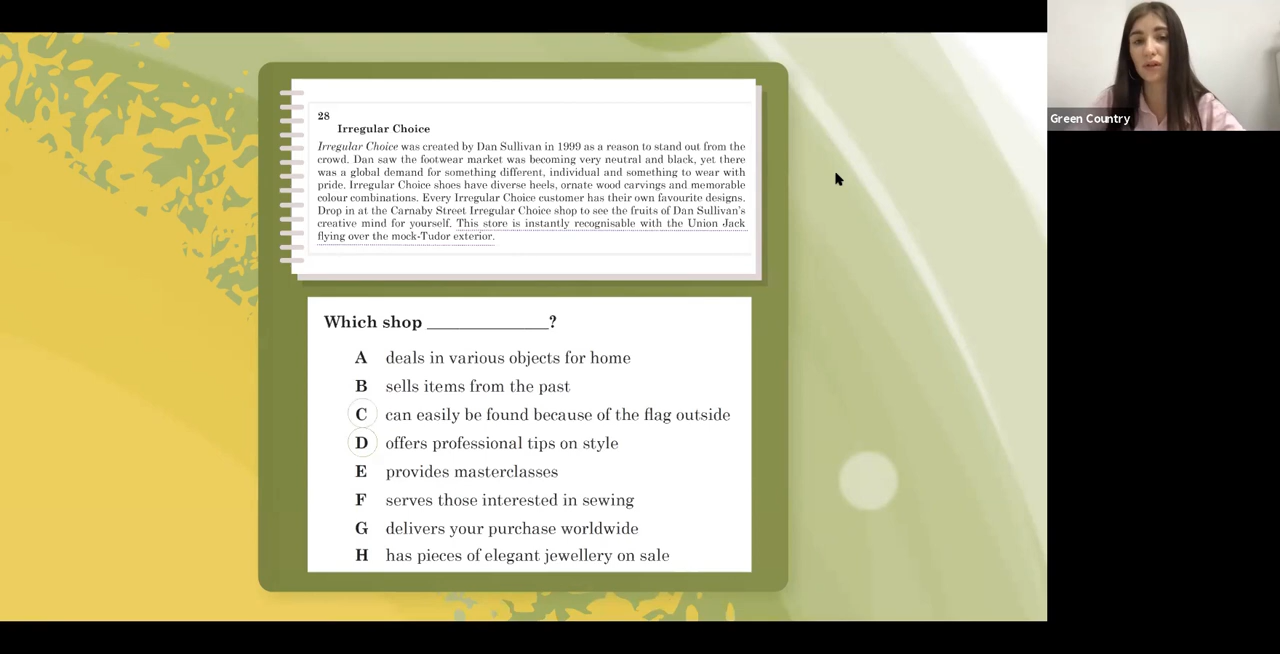 28
Irregular Choice
Irregular Choice was created by Dan Sullivan in 1999 as a reason to stand out from the
crowd. Dan saw the footwear market was becoming very neutral and black, yet there
was a global demand for something different, individual and something to wear with
pride. Irregular Choice shoes have diverse heels, ornate wood carvings and memorable
colour combinations. Every Irregular Choice customer has their own favourite designs.
Drop in at the Carnaby Street Irregular Choice shop to see the fruits of Dan Sullivan's
creative mind for yourself. This store is instantly recognisable with the Union Jack
flying over the mock-Tudor exterior.
Which shop ______________?
A deals in various objects for home
B sells items from the past
C can easily be found because of the flag outside
D offers professional tips on style
E provides masterclasses
F serves those interested in sewing
G delivers your purchase worldwide
H has pieces of elegant jewellery on sale
Green Country